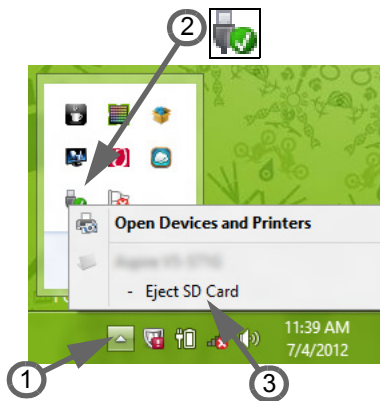 2
Open Devices and Printers
- Eject SD Card
11:39 AM
7/4/2012
1
3